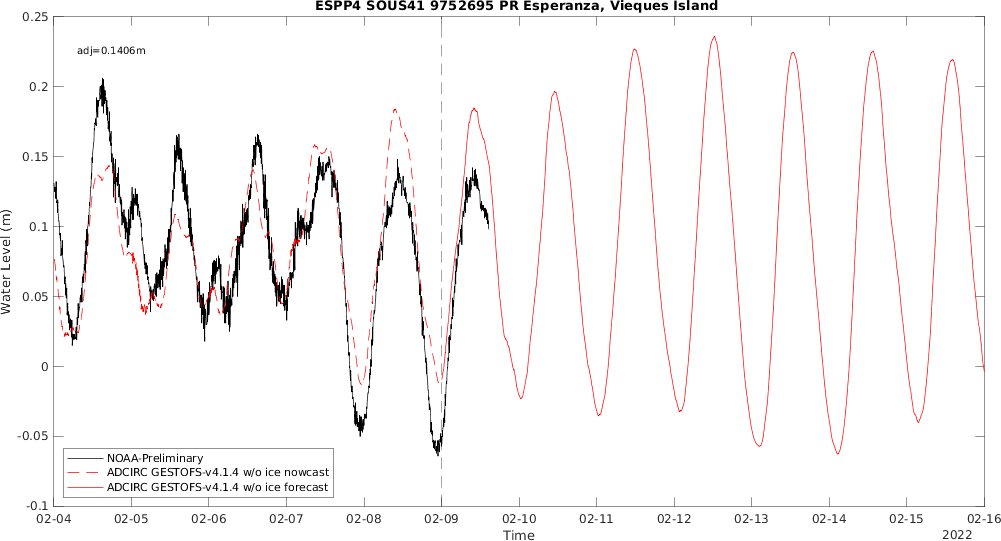 ESPP4 SOUS41 9752695 PR Esperanza, Vieques Island
0.25
adj=0.1406m
0.2
0.15
0.1
0.05
0
-0.05
-0.1
Water Level (m)
NOAA-Preliminary
ADCIRC GESTOFS-v4.1.4 w/o ice nowcast
ADCIRC GESTOFS-v4.1.4 w/o ice forecast
02-04 02-05 02-06 02-07 02-08 02-09 02-10 02-11 02-12 02-13 02-14 02-15 02-16
Time
2022